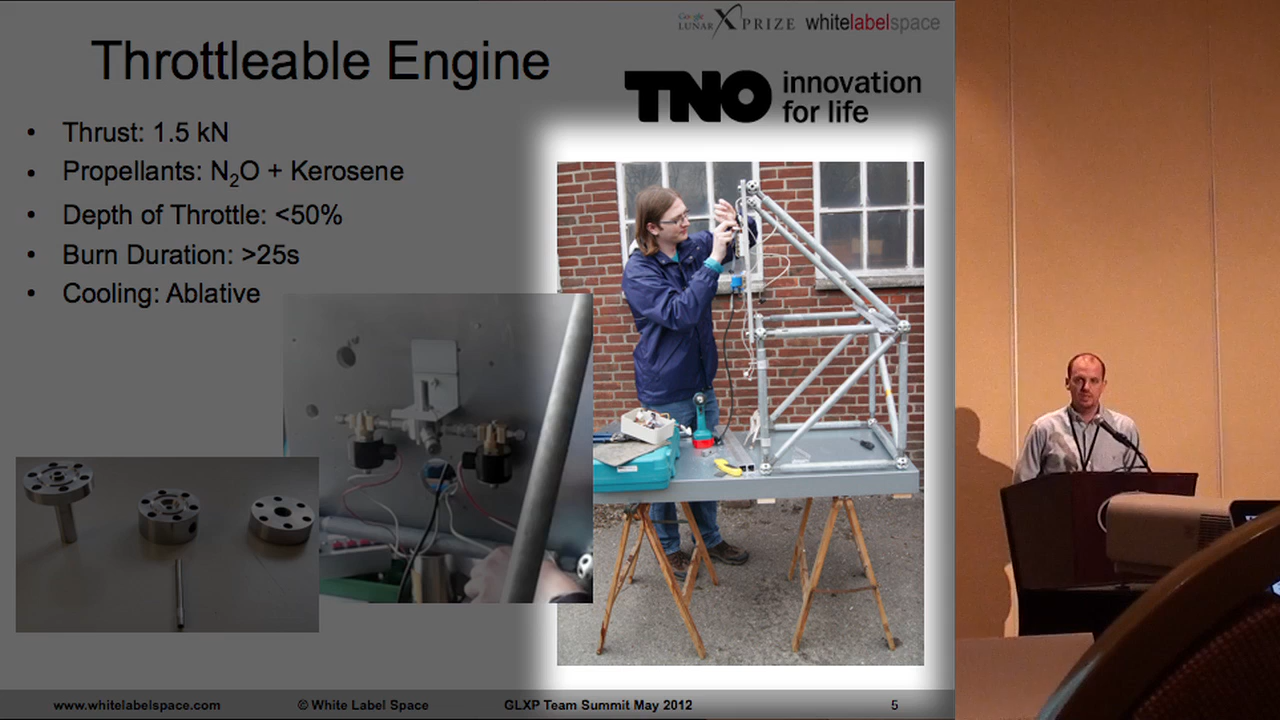 Google
LUNAR XPRIZE whitelabelspace
Throttleable Engine
TNO innovation
for life
• Thrust: 1.5 kN
• Propellants: N₂O + Kerosene
• Depth of Throttle: <50%
• Burn Duration: >25s
• Cooling: Ablative
www.whitelabelspace.com © White Label Space GLXP Team Summit May 2012 5